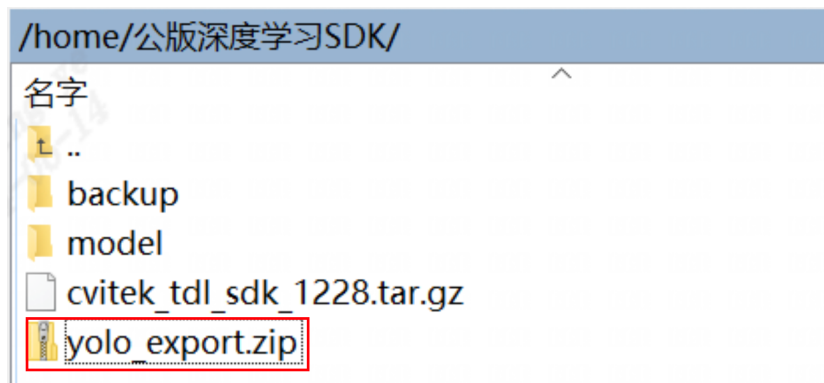 /home/公版深度学习SDK/
名字
..
backup
model
cvitek_tdl_sdk_1228.tar.gz
yolo_export.zip